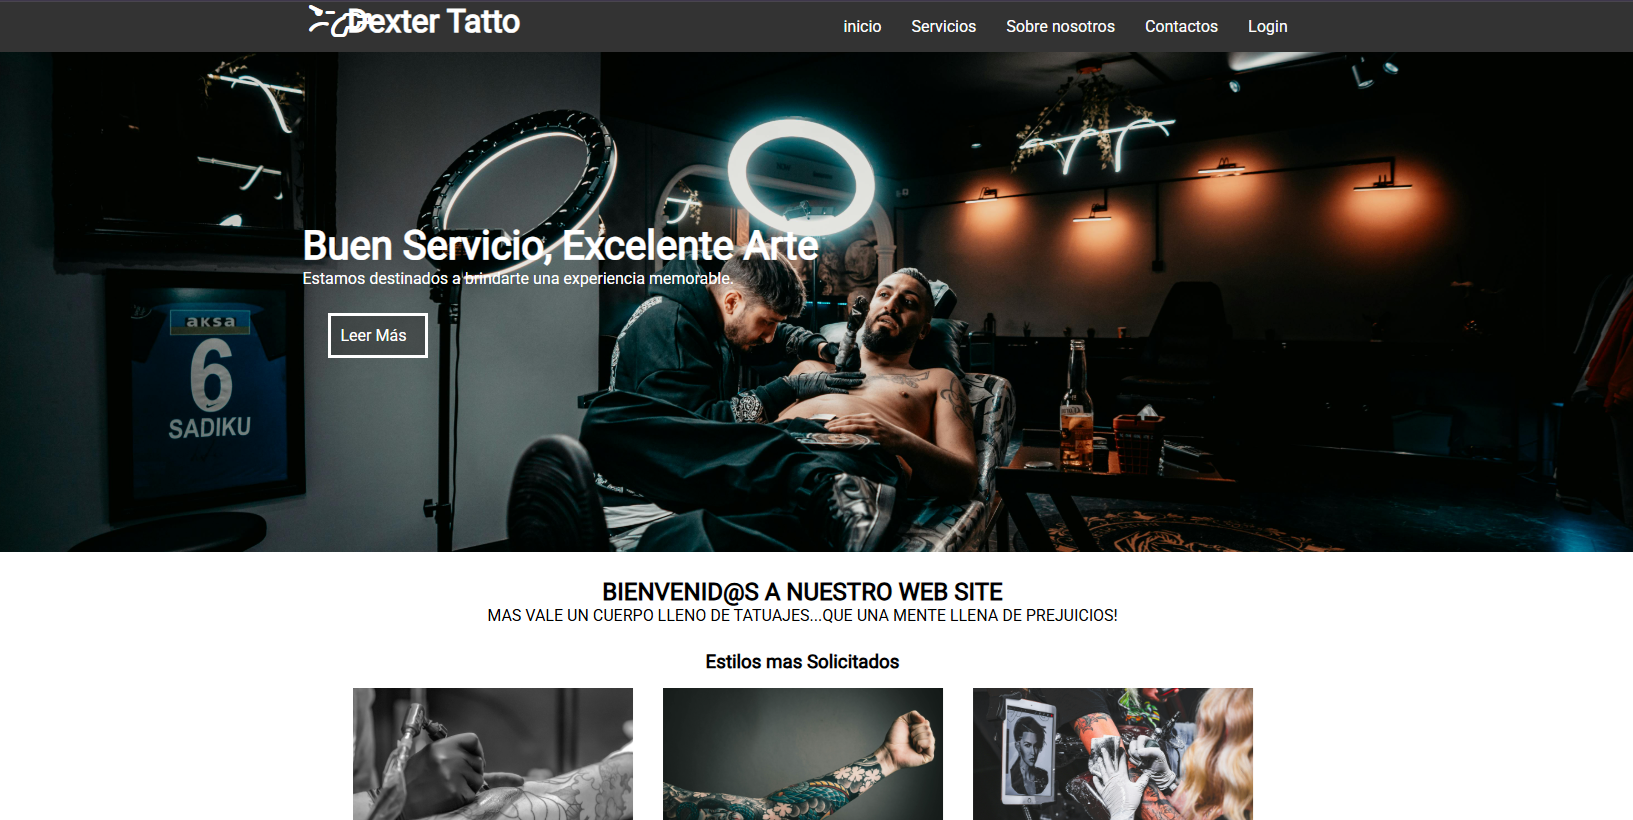 Dexter Tatto
inicio Servicios Sobre nosotros Contactos Login
Buen Servicio, Excelente Arte
Estamos destinados a brindarte una experiencia memorable.
Leer Más
aksa
6
SADIKU
BIENVENID@S A NUESTRO WEB SITE
MAS VALE UN CUERPO LLENO DE TATUAJES...QUE UNA MENTE LLENA DE PREJUICIOS!
Estilos mas Solicitados